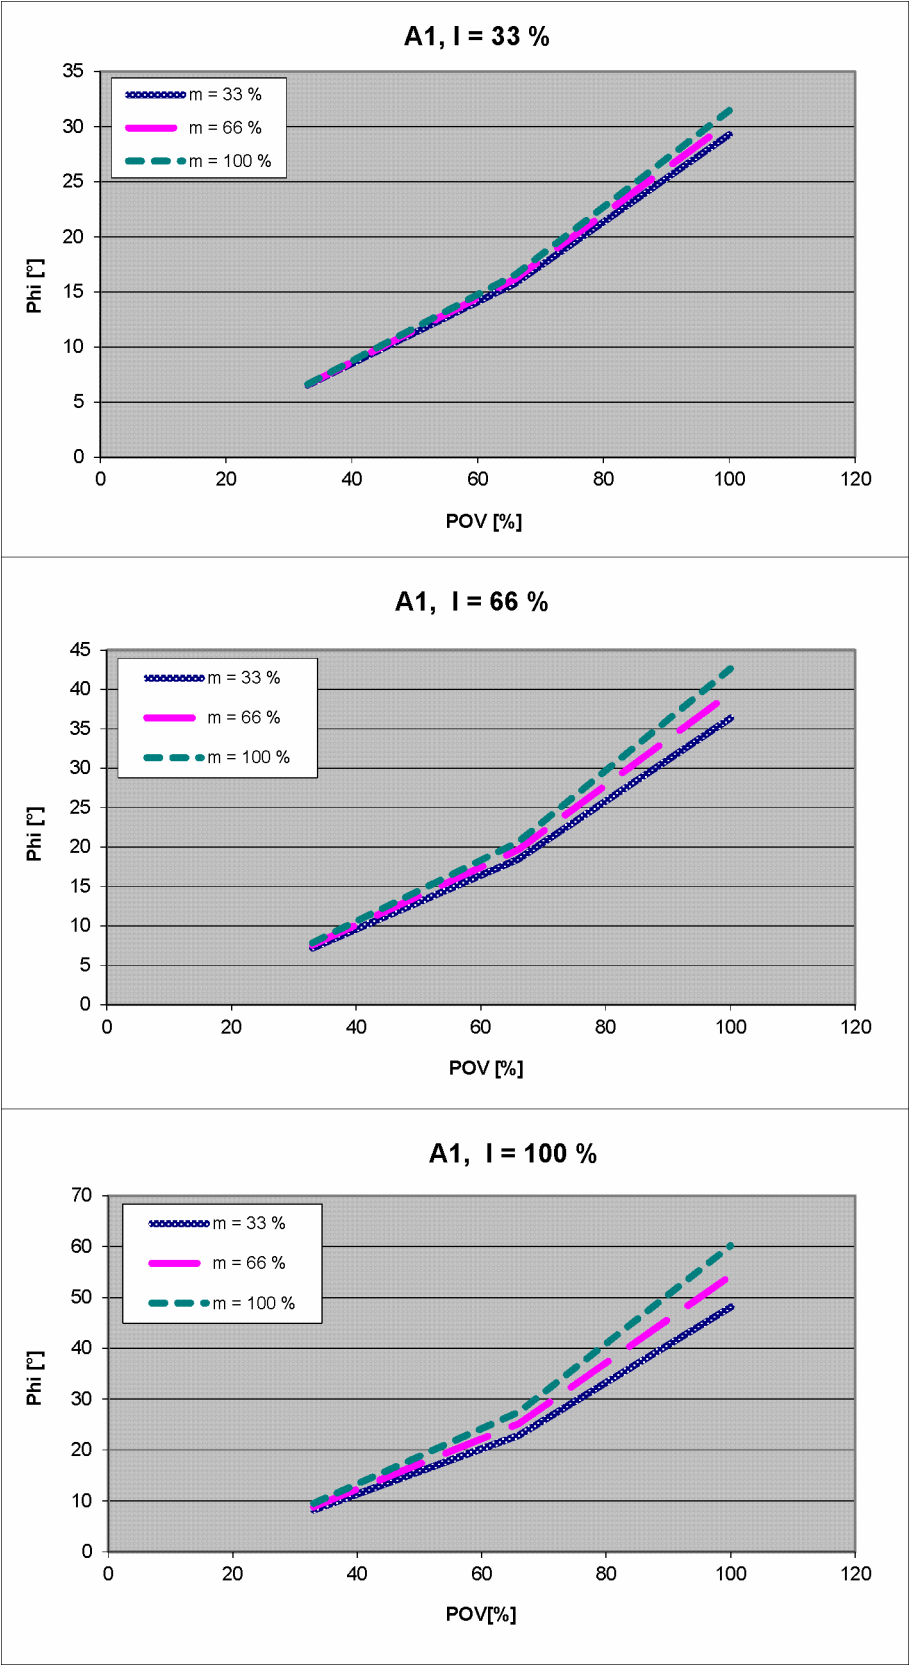 A1, I = 33 %
35
30
25
20
15
10
5
0
m = 33 %
m = 66 %
m = 100 %
Phi [°]
0 20 40 60 80 100 120
POV [%]
A1, I = 66 %
45
40
35
30
25
20
15
10
5
0
m = 33 %
m = 66 %
m = 100 %
Phi [°]
0 20 40 60 80 100 120
POV [%]
A1, I = 100 %
70
60
50
40
30
20
10
0
m = 33 %
m = 66 %
m = 100 %
Phi [°]
0 20 40 60 80 100 120
POV[%]